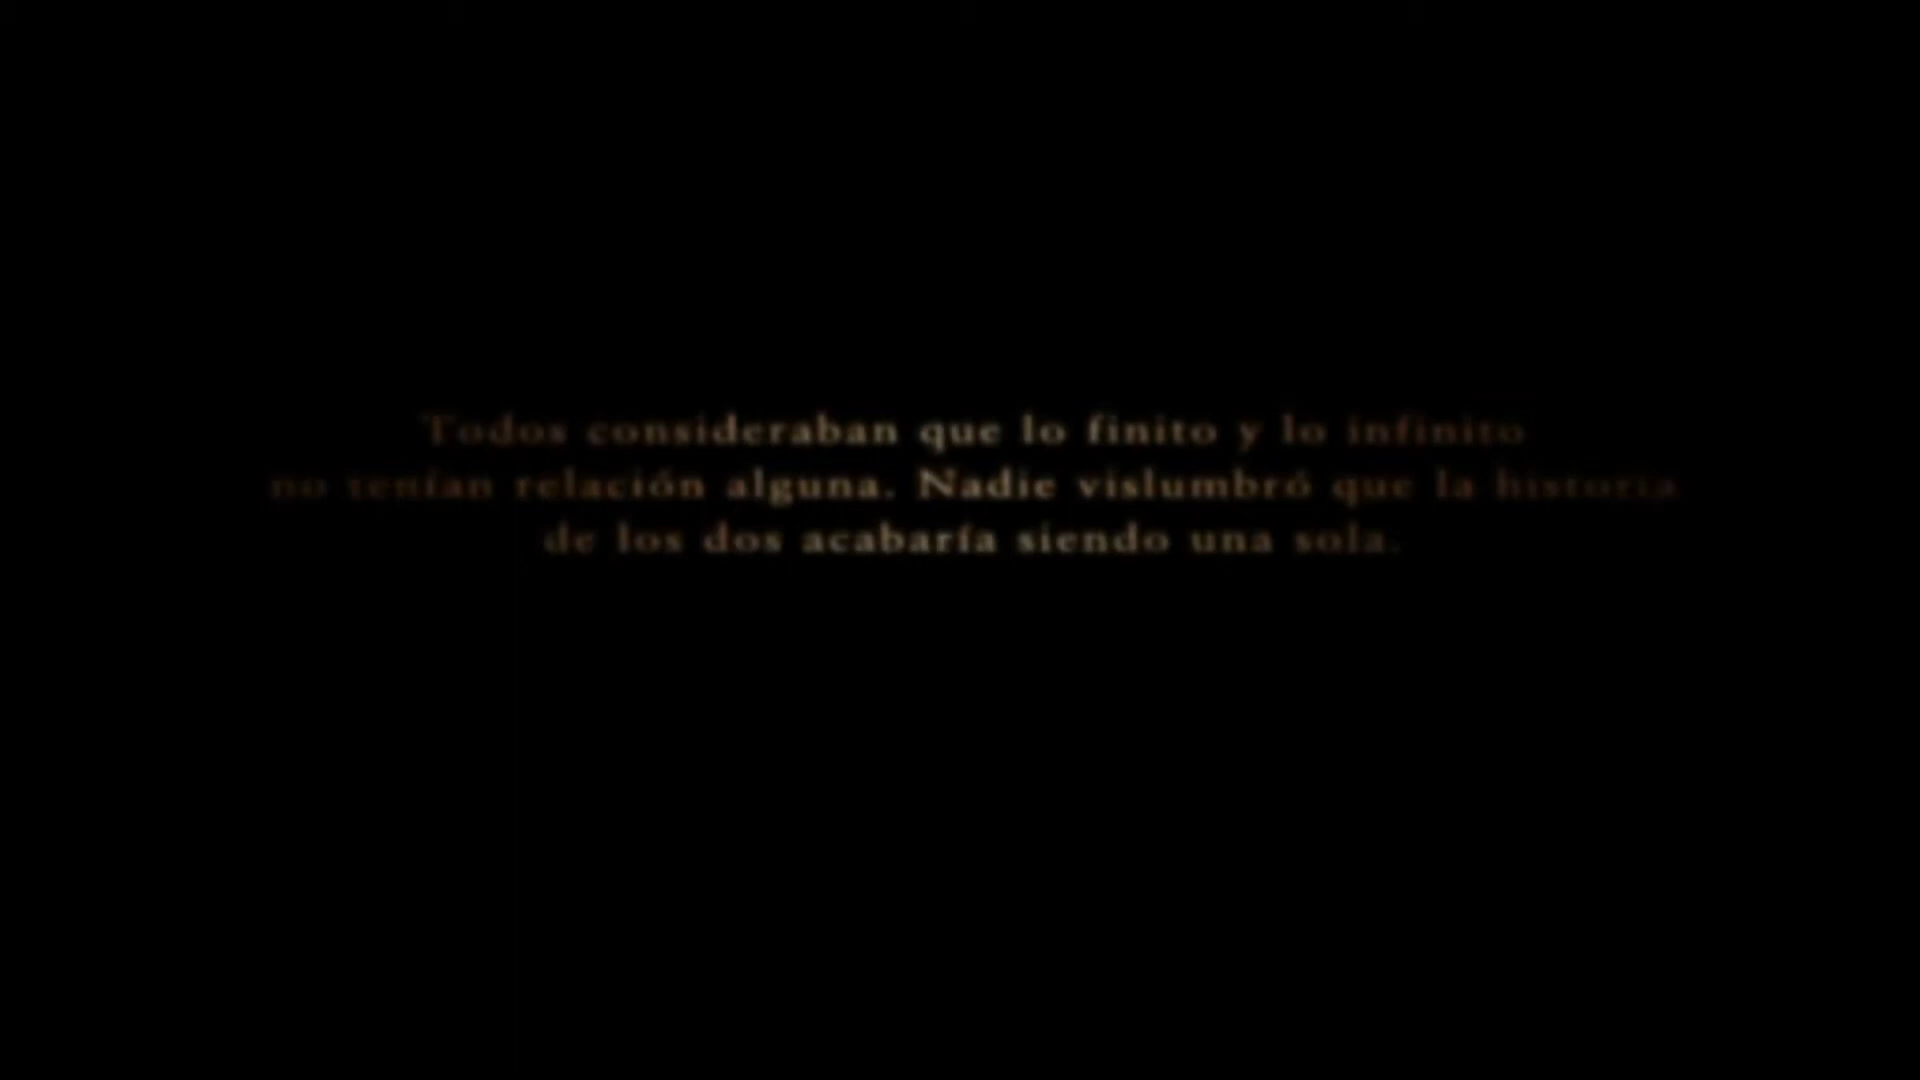 Todos consideraban que lo finito y lo infinito
no tenían relación alguna. Nadie vislumbró que la historia
de los dos acabaría siendo una sola.